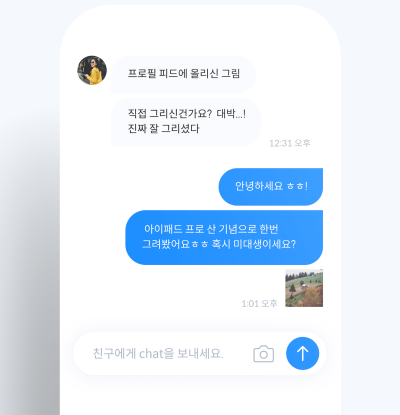 프로필 피드에 올리신 그림
직접 그리신건가요? 대박...!
진짜 잘 그리셨다
12:31 오후
안녕하세요 ㅎㅎ!
아이패드 프로 산 기념으로 한번
그려봤어요ㅎㅎ 혹시 미대생이세요?
1:01 오후
친구에게 chat을 보내세요.